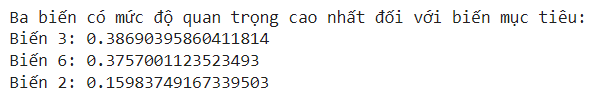 Ba biến có mức độ quan trọng cao nhất đối với biến mục tiêu:
Biến 3: 0.38690395860411814
Biến 6: 0.3757001123523493
Biến 2: 0.15983749167339503